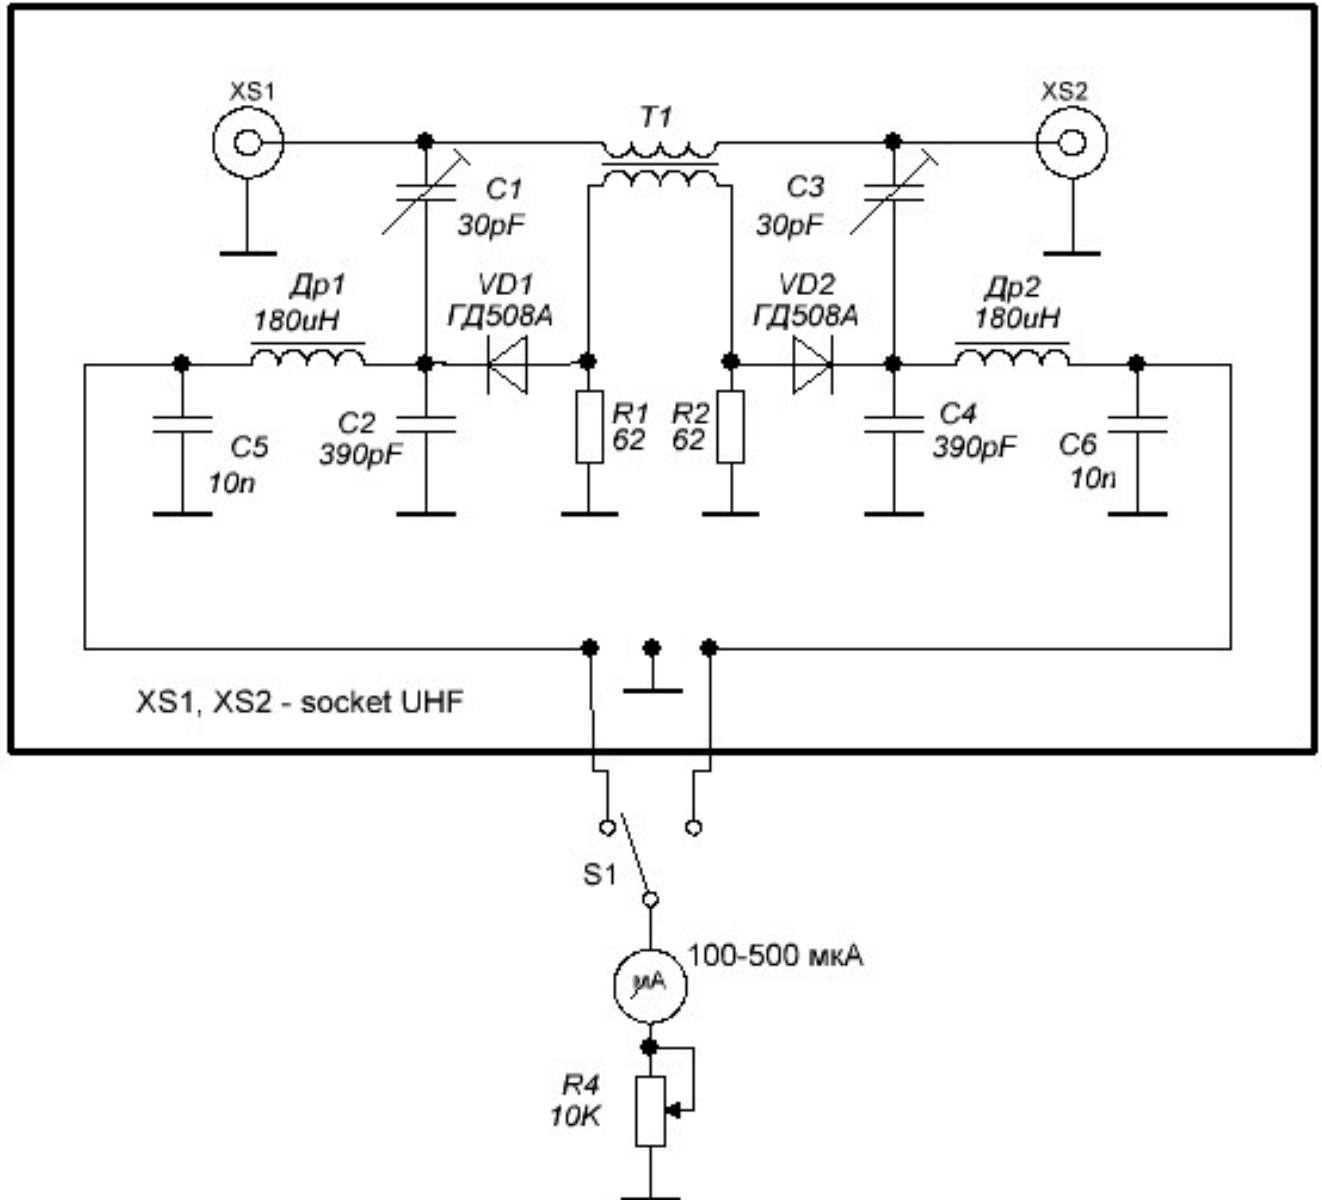 XS1
XS2
T1
C1
30pF
C3
30pF
Др1
180uH
VD1
ГД508А
VD2
ГД508А
Др2
180uH
C5
10n
C2
390pF
R1
62
R2
62
C4
390pF
C6
10n
XS1, XS2 - socket UHF
S1
100-500 мкА
мА
R4
10K